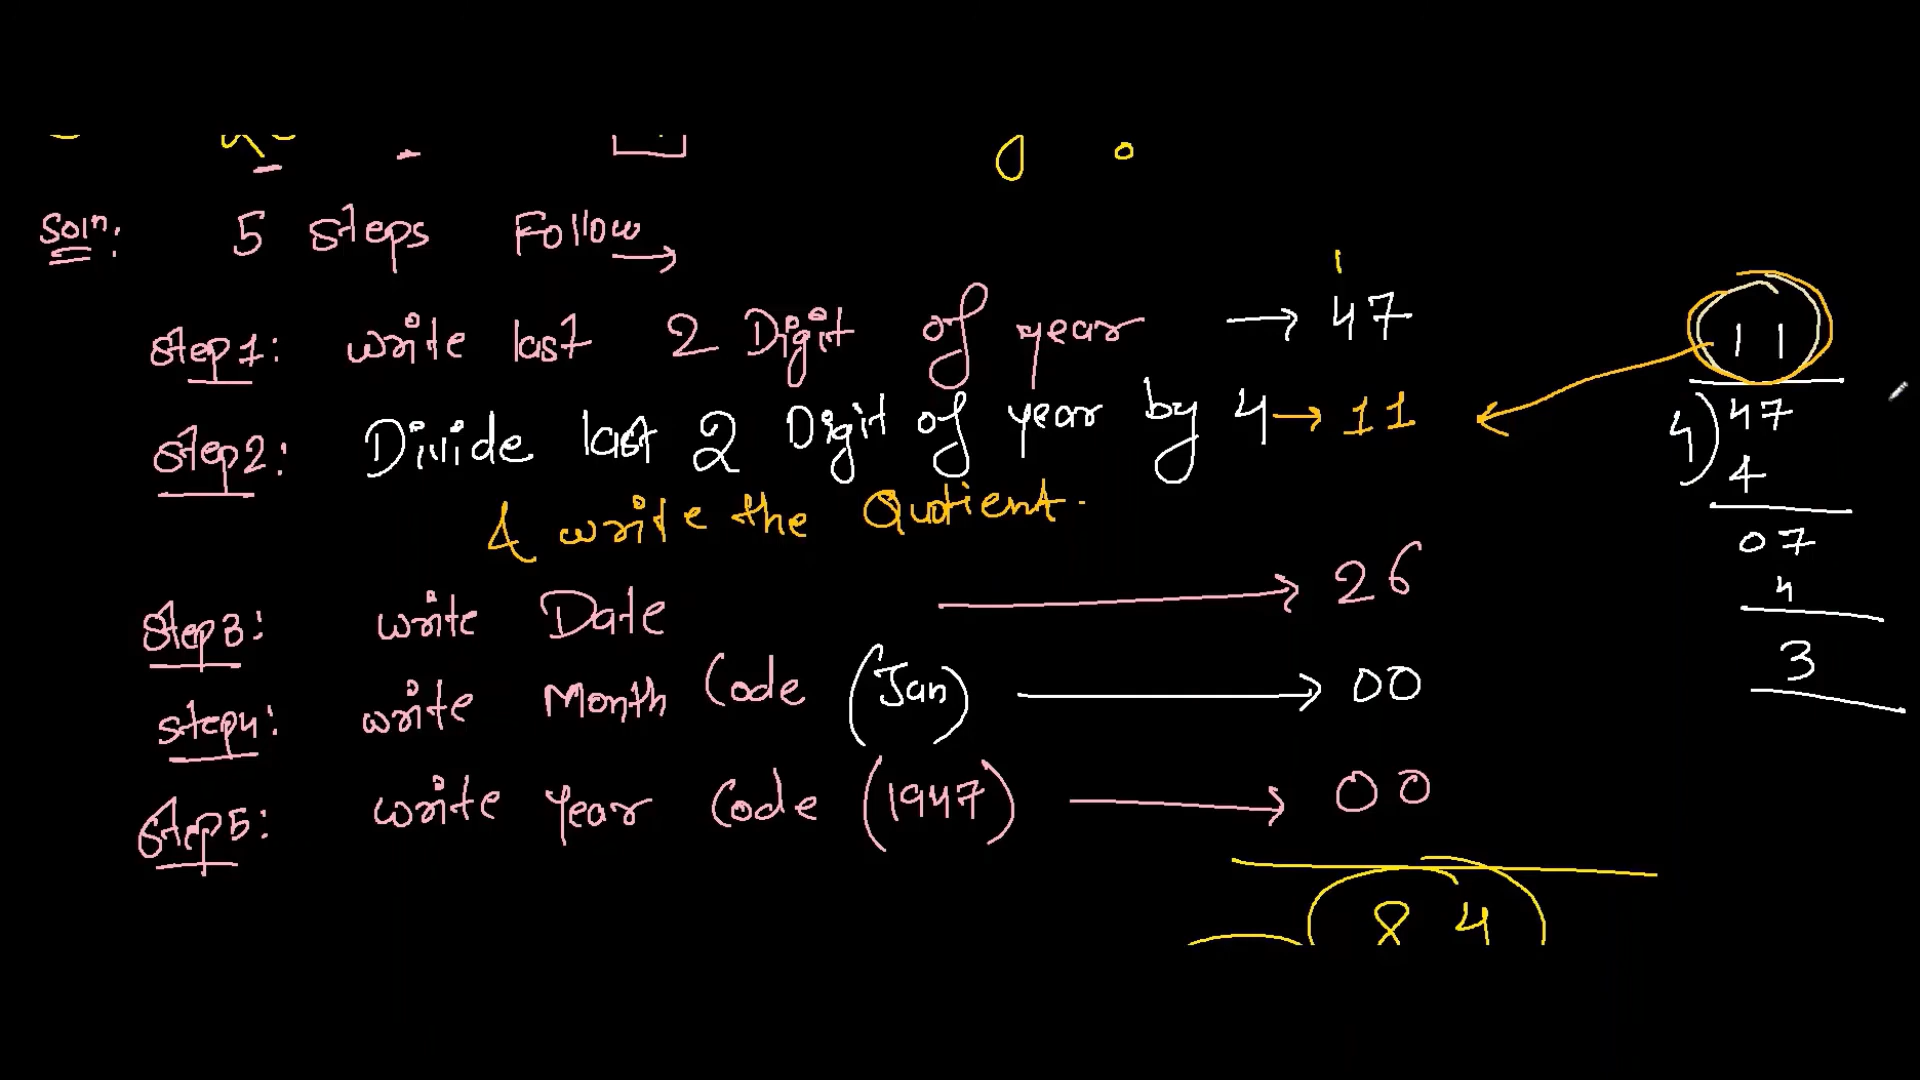 Soln: 5 steps Follow →
step1: write last 2 Digit of year → 47
step2: Divide last 2 Digit of year by 4 → 11
& write the Quotient.
step3: write Date → 26
step4: write Month Code (Jan) → 00
step5: write year Code (1947) → 00
84
1
11
4)47
4
07
4
3